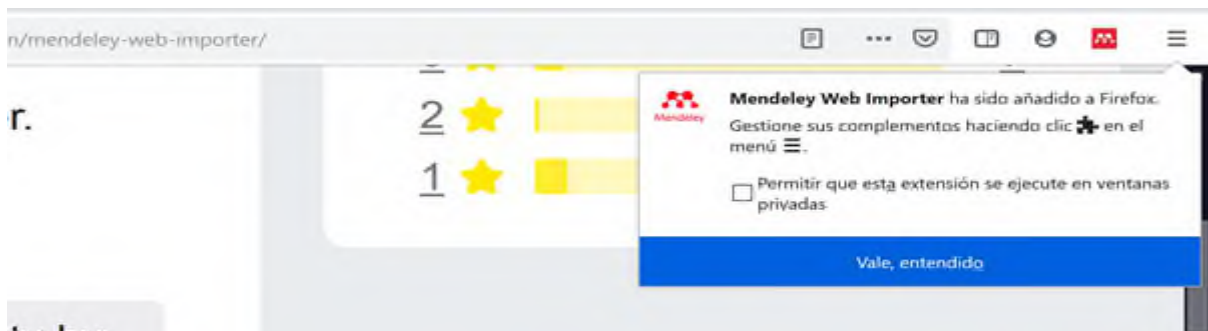 n/mendeley-web-importer/
r.
2
1
Mendeley
Mendeley Web Importer ha sido añadido a Firefox.
Gestione sus complementos haciendo clic en el
menú ☰.
Permitir que esta extensión se ejecute en ventanas
privadas
Vale, entendido